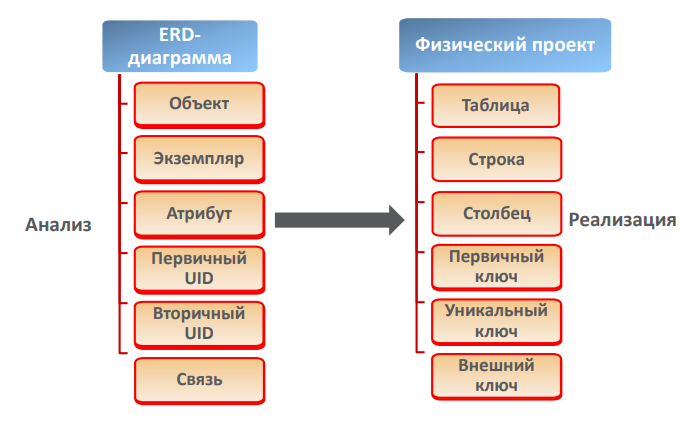 ERD-
диаграмма
Объект
Экземпляр
Анализ
Атрибут
Первичный
UID
Вторичный
UID
Связь
Физический проект
Таблица
Строка
Столбец
Реализация
Первичный
ключ
Уникальный
ключ
Внешний
ключ